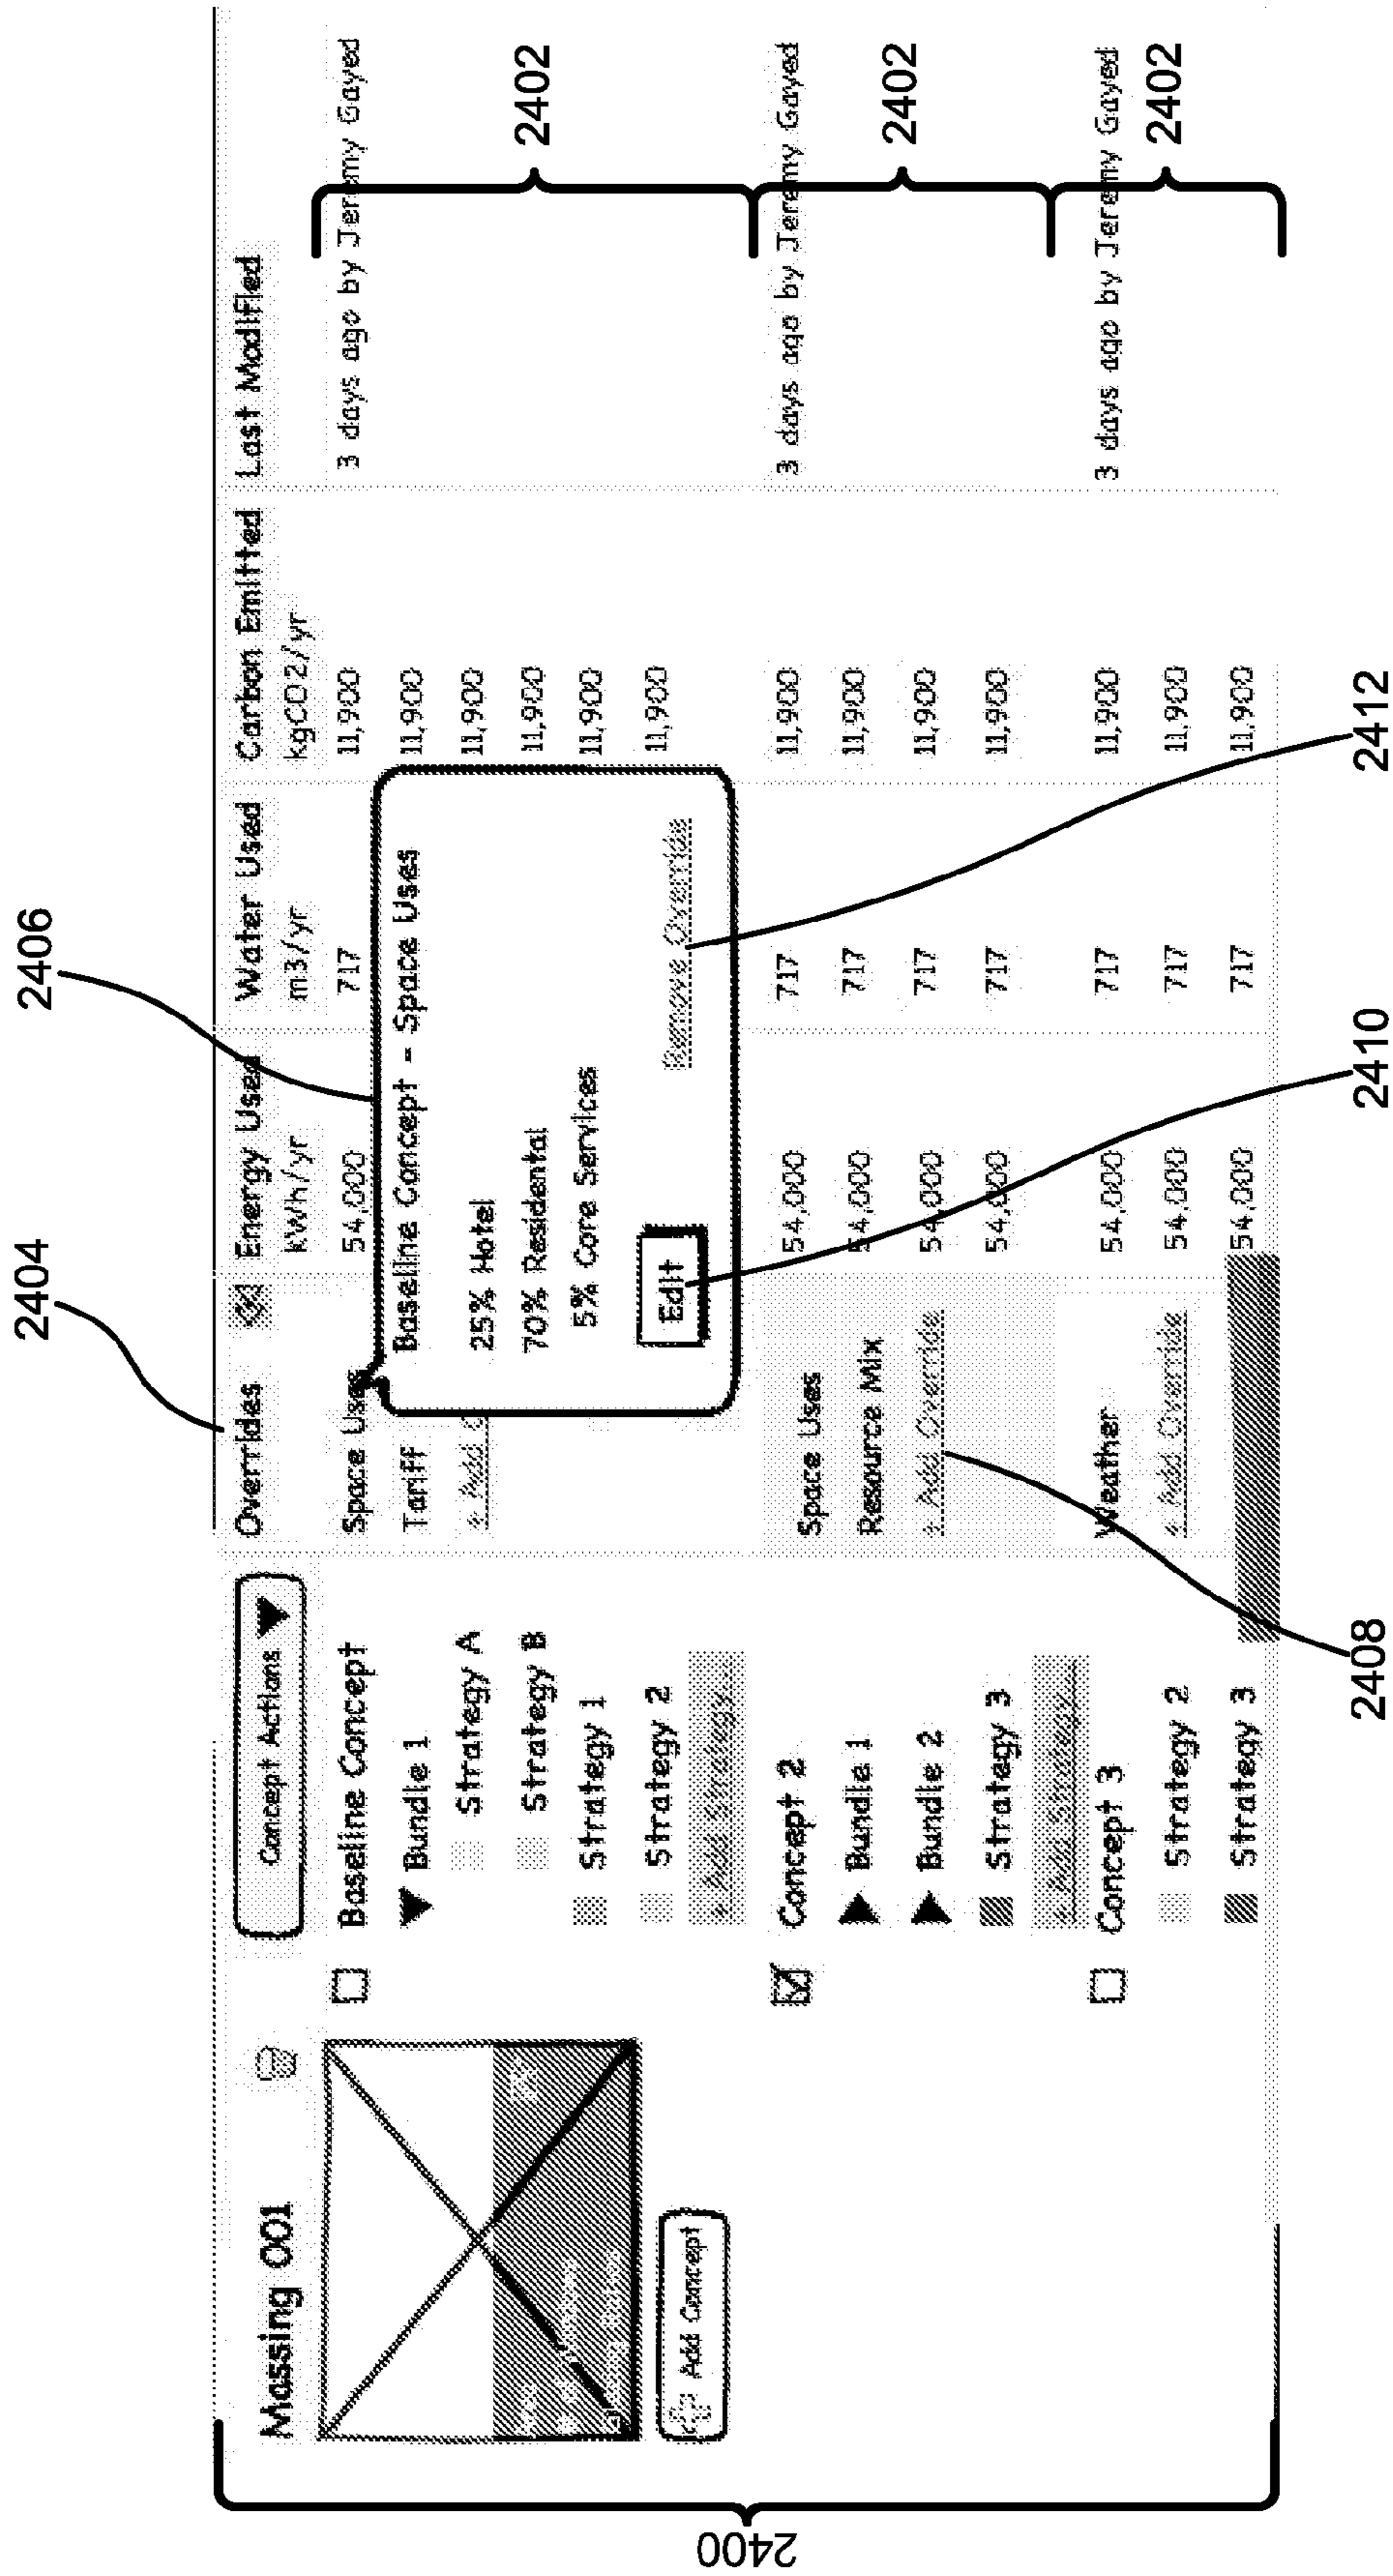 2404
2406
2400
Massing 001
Concept Actions
Overrides
Energy Used
Water Used
Carbon Emitted
Last Modified
kWh/yr
m3/yr
kgCO2/yr
Baseline Concept
Space Uses
54,000
717
11,900
3 days ago by Jeremy Gayed
Bundle 1
Tariff
11,900
Strategy A
+ Add
11,900
Strategy B
11,900
Strategy 1
11,900
Strategy 2
11,900
+ Add Strategy...
Baseline Concept - Space Uses
25% Hotel
70% Residental
5% Core Services
Edit
Remove Override
Add Concept
2402
Concept 2
Space Uses
54,000
717
11,900
3 days ago by Jeremy Gayed
Bundle 1
Resource Mix
54,000
717
11,900
Bundle 2
+ Add Override
54,000
717
11,900
Strategy 3
54,000
717
11,900
+ Add Strategy...
2402
Concept 3
Weather
54,000
717
11,900
3 days ago by Jeremy Gayed
Strategy 2
+ Add Override
54,000
717
11,900
Strategy 3
54,000
717
11,900
2402
2408
2410
2412